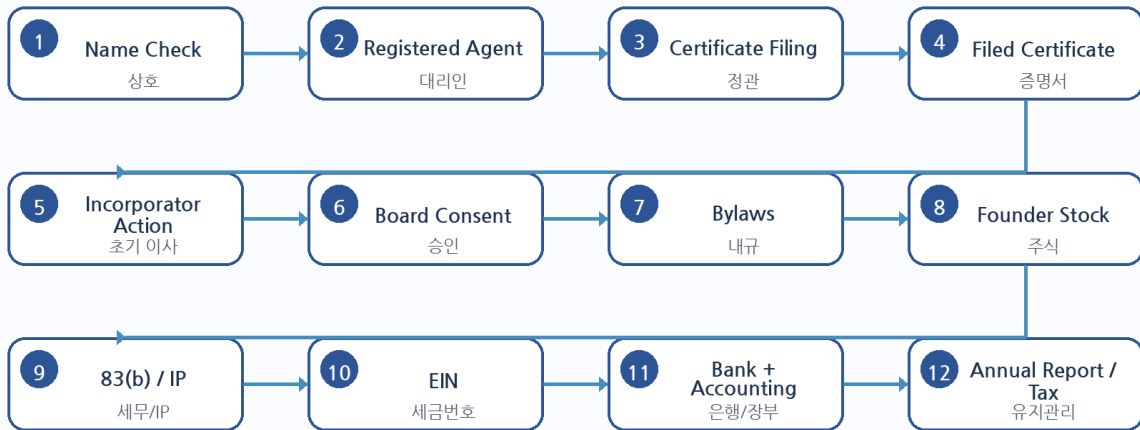 1
Name Check
상호
2
Registered Agent
대리인
3
Certificate Filing
정관
4
Filed Certificate
증명서
5
Incorporator
Action
초기 이사
6
Board Consent
승인
7
Bylaws
내규
8
Founder Stock
주식
9
83(b) / IP
세무/IP
10
EIN
세금번호
11
Bank +
Accounting
은행/장부
12
Annual Report /
Tax
유지관리